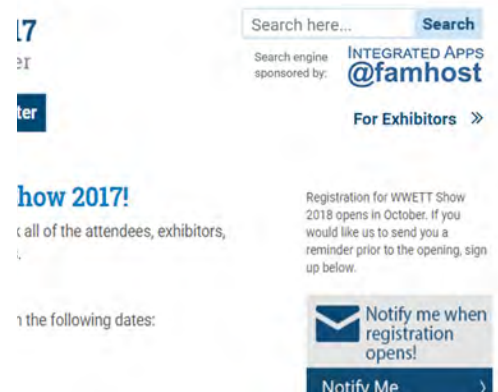 17
Search here...
Search
er
Search engine
sponsored by:
INTEGRATED APPS
@famhost
ter
For Exhibitors »
how 2017!
all of the attendees, exhibitors,
Registration for WWETT Show
2018 opens in October. If you
would like us to send you a
reminder prior to the opening, sign
up below.
the following dates:
Notify me when
registration
opens!
Notify Me